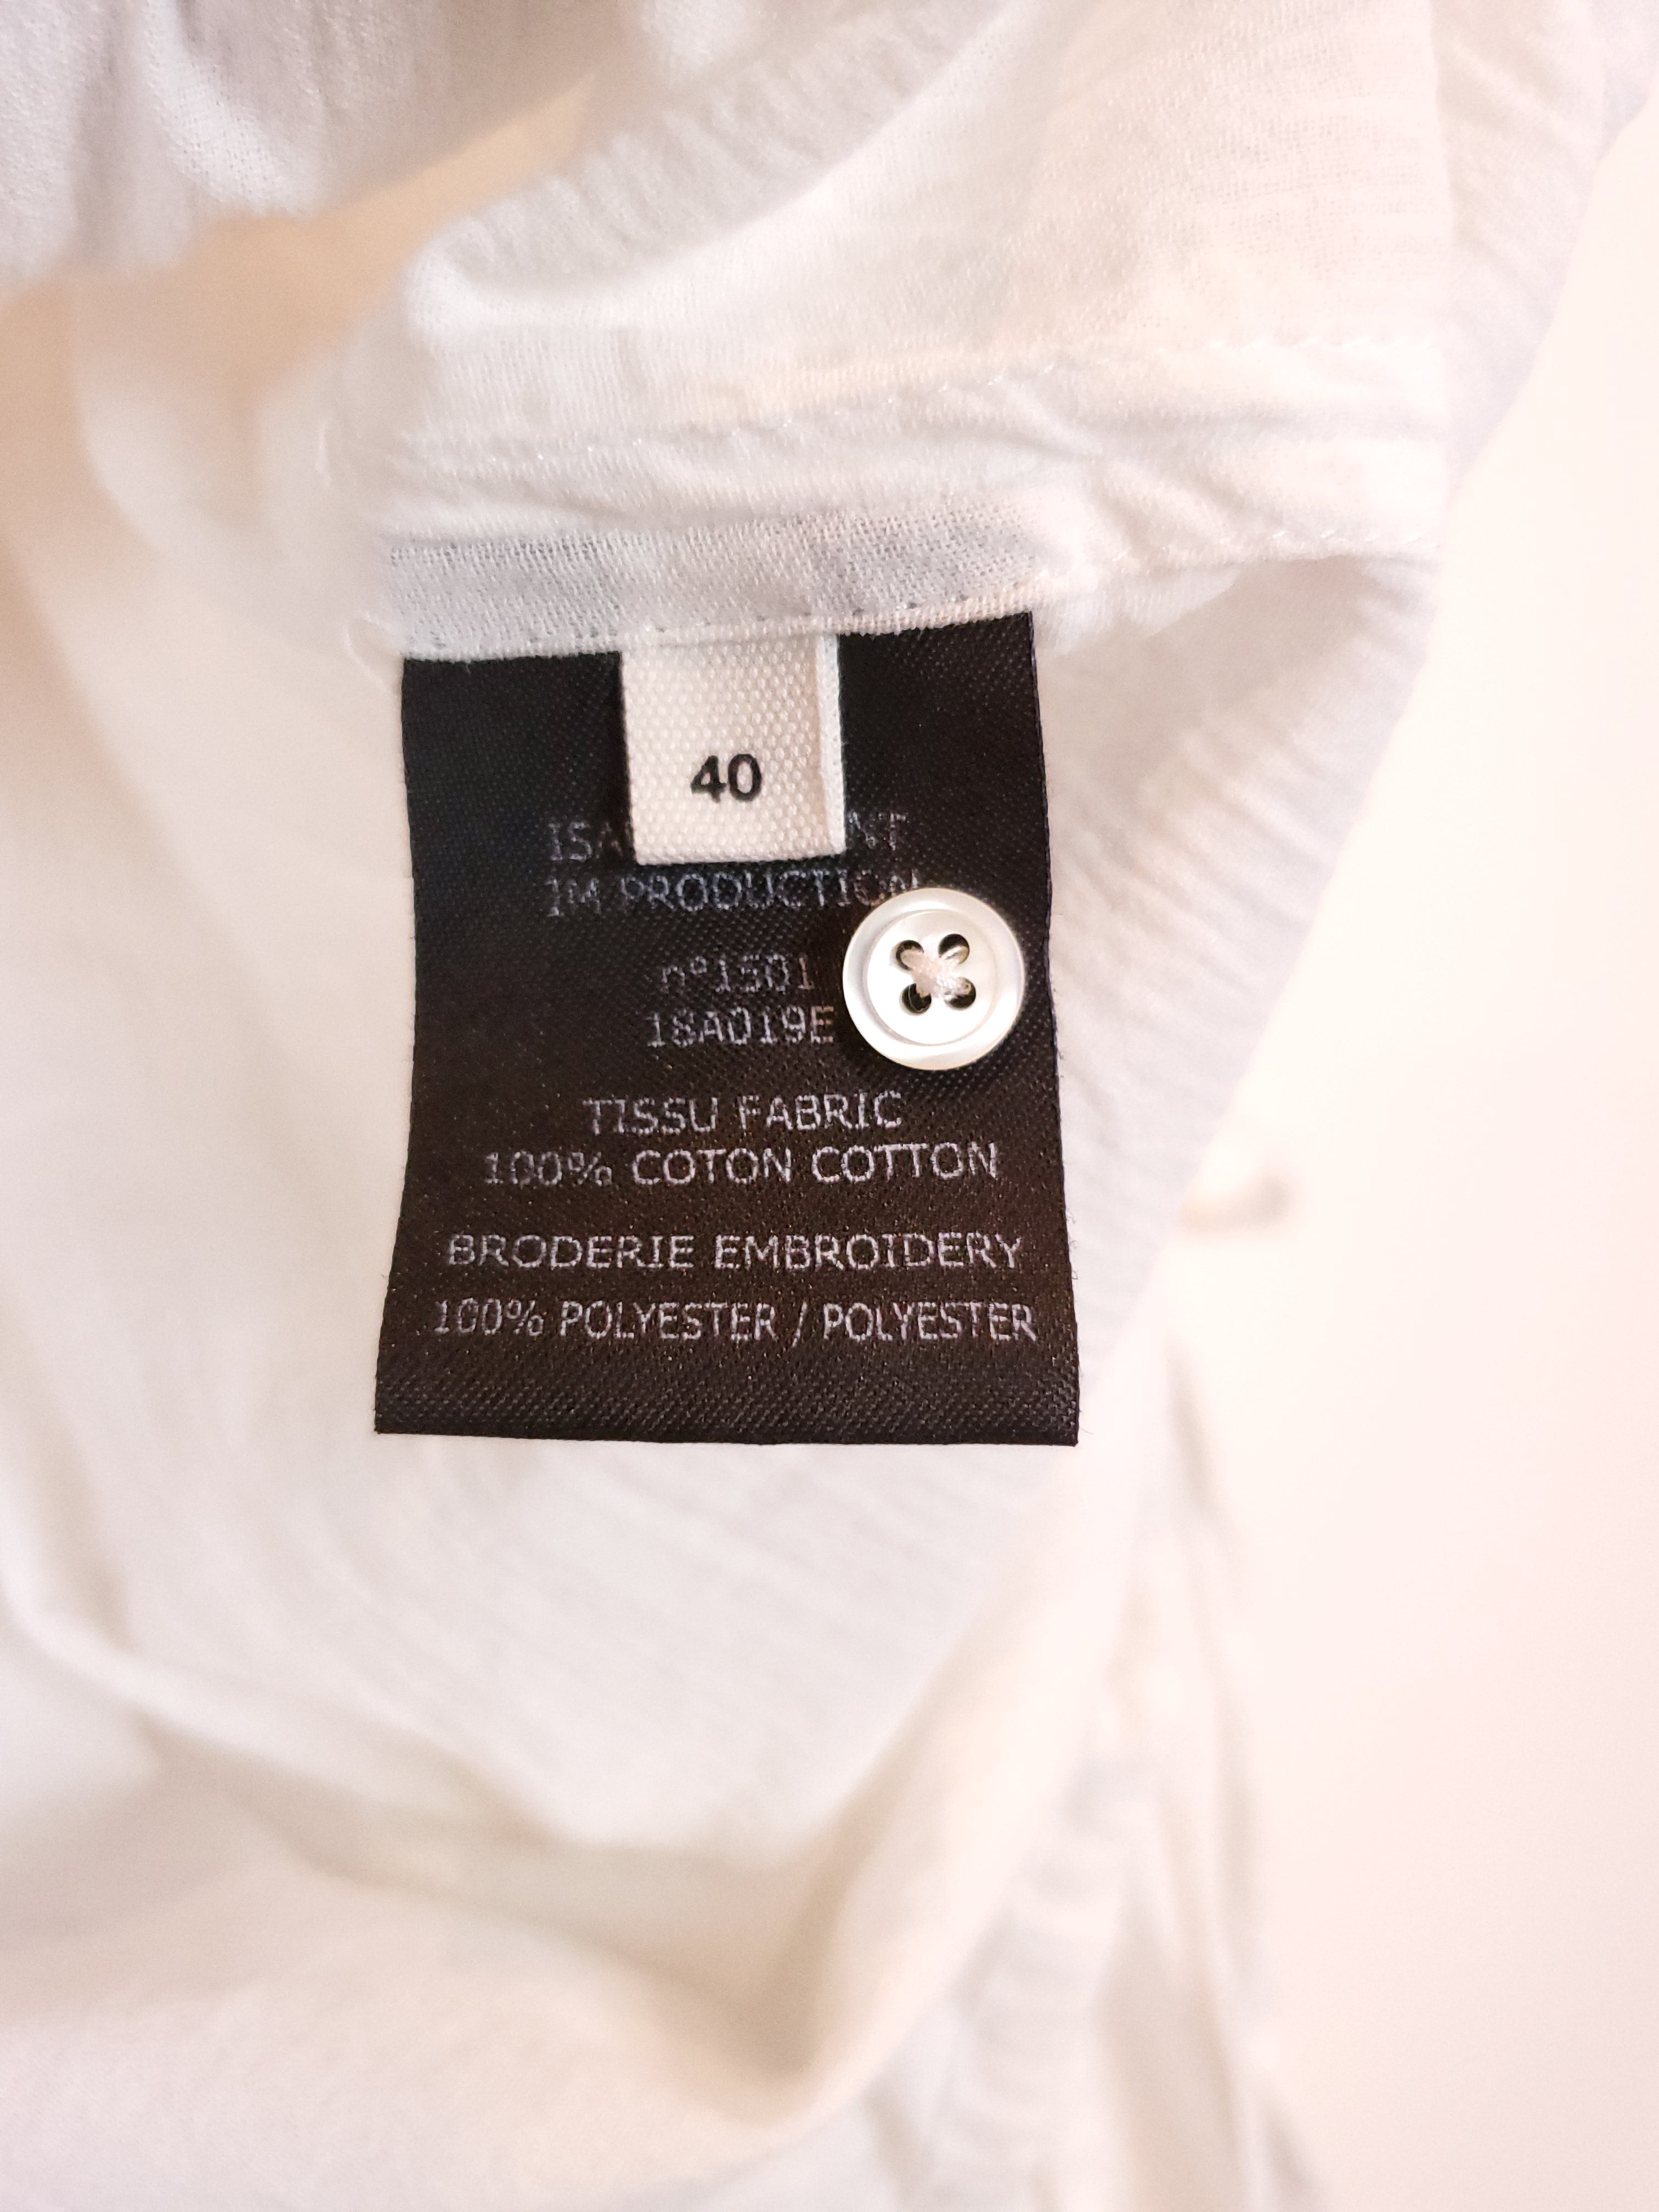 40
IM PRODUCTION
n°1501
18A019E
TISSU FABRIC
100% COTON COTTON
BRODERIE EMBROIDERY
100% POLYESTER / POLYESTER